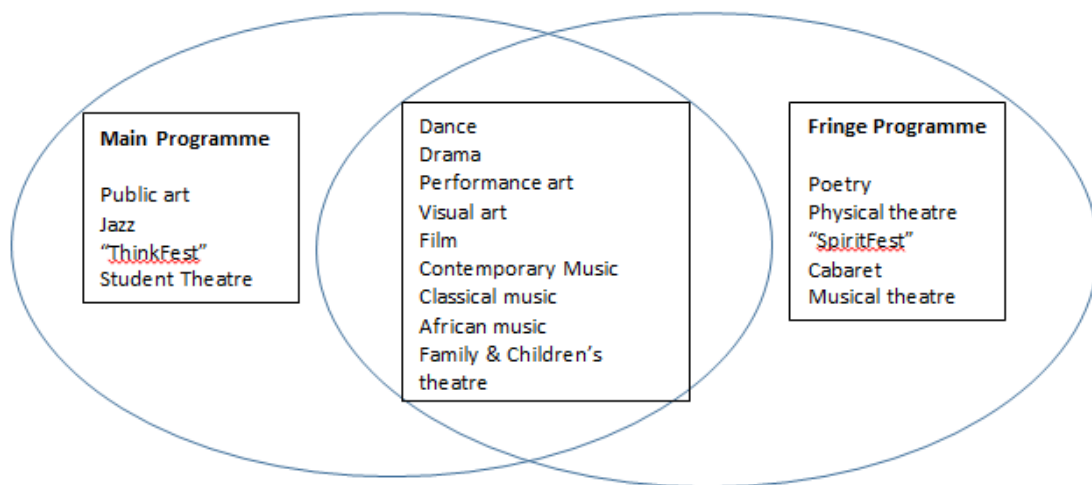 Main Programme
Public art
Jazz
“ThinkFest”
Student Theatre
Dance
Drama
Performance art
Visual art
Film
Contemporary Music
Classical music
African music
Family & Children’s
theatre
Fringe Programme
Poetry
Physical theatre
“SpiritFest”
Cabaret
Musical theatre